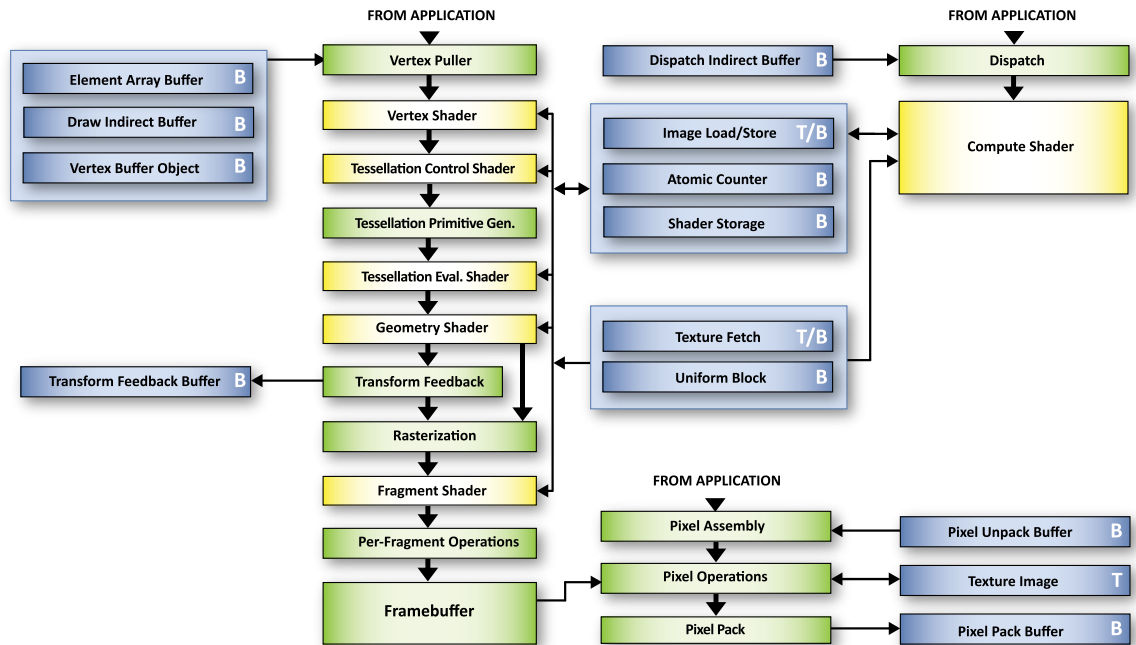 FROM APPLICATION
Element Array Buffer B
Draw Indirect Buffer B
Vertex Buffer Object B
Vertex Puller
Vertex Shader
Tessellation Control Shader
Tessellation Primitive Gen.
Tessellation Eval. Shader
Geometry Shader
Transform Feedback Buffer B
Transform Feedback
Rasterization
Fragment Shader
Per-Fragment Operations
Framebuffer
FROM APPLICATION
Dispatch Indirect Buffer B
Dispatch
Image Load/Store T/B
Atomic Counter B
Shader Storage B
Compute Shader
Texture Fetch T/B
Uniform Block B
FROM APPLICATION
Pixel Assembly
Pixel Unpack Buffer B
Pixel Operations
Texture Image T
Pixel Pack
Pixel Pack Buffer B